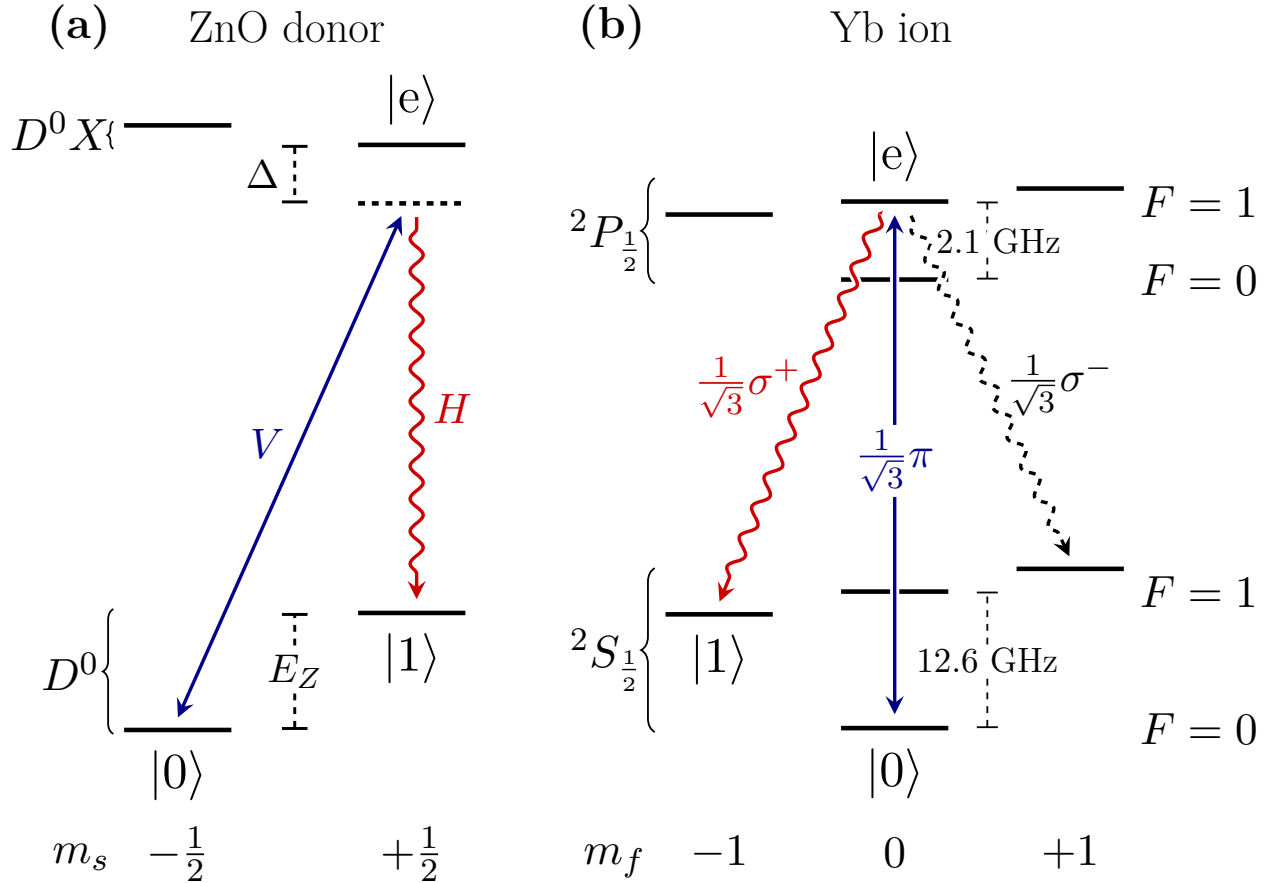 (a) ZnO donor
|e⟩
D⁰X{
Δ
V
H
D⁰{
E_Z
|1⟩
|0⟩
m_s −1/2 +1/2
(b) Yb ion
|e⟩
²P_{1/2}
F = 1
2.1 GHz
F = 0
1/√3 σ⁺
1/√3 π
1/√3 σ⁻
²S_{1/2}
F = 1
|1⟩
12.6 GHz
F = 0
|0⟩
m_f −1 0 +1